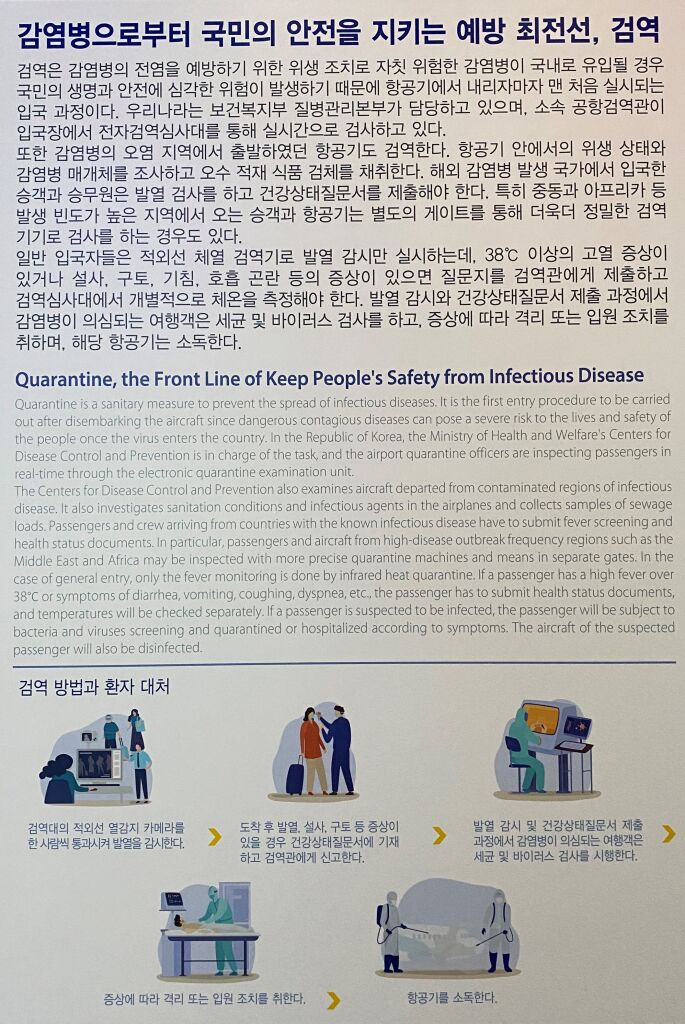 감염병으로부터 국민의 안전을 지키는 예방 최전선, 검역
검역은 감염병의 전염을 예방하기 위한 위생 조치로 자칫 위험한 감염병이 국내로 유입될 경우
국민의 생명과 안전에 심각한 위험이 발생하기 때문에 항공기에서 내리자마자 맨 처음 실시되는
입국 과정이다. 우리나라는 보건복지부 질병관리본부가 담당하고 있으며, 소속 공항검역관이
입국장에서 전자검역심사대를 통해 실시간으로 검사하고 있다.
또한 감염병의 오염 지역에서 출발하였던 항공기도 검역한다. 항공기 안에서의 위생 상태와
감염병 매개체를 조사하고 오수 적재 식품 검체를 채취한다. 해외 감염병 발생 국가에서 입국한
승객과 승무원은 발열 검사를 하고 건강상태질문서를 제출해야 한다. 특히 중동과 아프리카 등
발생 빈도가 높은 지역에서 오는 승객과 항공기는 별도의 게이트를 통해 더욱더 정밀한 검역
기기로 검사를 하는 경우도 있다.
일반 입국자들은 적외선 체열 검역기로 발열 감시만 실시하는데, 38℃ 이상의 고열 증상이
있거나 설사, 구토, 기침, 호흡 곤란 등의 증상이 있으면 질문지를 검역관에게 제출하고
검역심사대에서 개별적으로 체온을 측정해야 한다. 발열 감시와 건강상태질문서 제출 과정에서
감염병이 의심되는 여행객은 세균 및 바이러스 검사를 하고, 증상에 따라 격리 또는 입원 조치를
취하며, 해당 항공기는 소독한다.
Quarantine, the Front Line of Keep People's Safety from Infectious Disease
Quarantine is a sanitary measure to prevent the spread of infectious diseases. It is the first entry procedure to be carried
out after disembarking the aircraft since dangerous contagious diseases can pose a severe risk to the lives and safety of
the people once the virus enters the country. In the Republic of Korea, the Ministry of Health and Welfare's Centers for
Disease Control and Prevention is in charge of the task, and the airport quarantine officers are inspecting passengers in
real-time through the electronic quarantine examination unit.
The Centers for Disease Control and Prevention also examines aircraft departed from contaminated regions of infectious
disease. It also investigates sanitation conditions and infectious agents in the airplanes and collects samples of sewage
loads. Passengers and crew arriving from countries with the known infectious disease have to submit fever screening and
health status documents. In particular, passengers and aircraft from high-disease outbreak frequency regions such as the
Middle East and Africa may be inspected with more precise quarantine machines and means in separate gates. In the
case of general entry, only the fever monitoring is done by infrared heat quarantine. If a passenger has a high fever over
38℃ or symptoms of diarrhea, vomiting, coughing, dyspnea, etc., the passenger has to submit health status documents,
and temperatures will be checked separately. If a passenger is suspected to be infected, the passenger will be subject to
bacteria and viruses screening and quarantined or hospitalized according to symptoms. The aircraft of the suspected
passenger will also be disinfected.
검역 방법과 환자 대처
검역대의 적외선 열감지 카메라를
한 사람씩 통과시켜 발열을 감시한다.
도착 후 발열, 설사, 구토 등 증상이
있을 경우 건강상태질문서에 기재
하고 검역관에게 신고한다.
발열 감시 및 건강상태질문서 제출
과정에서 감염병이 의심되는 여행객은
세균 및 바이러스 검사를 시행한다.
증상에 따라 격리 또는 입원 조치를 취한다.
항공기를 소독한다.